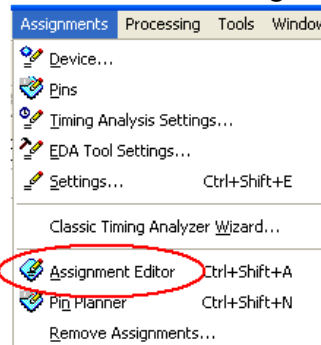 Assignments Processing Tools Window
Device...
Pins
Timing Analysis Settings...
EDA Tool Settings...
Settings... Ctrl+Shift+E
Classic Timing Analyzer Wizard...
Assignment Editor Ctrl+Shift+A
Pin Planner Ctrl+Shift+N
Remove Assignments...